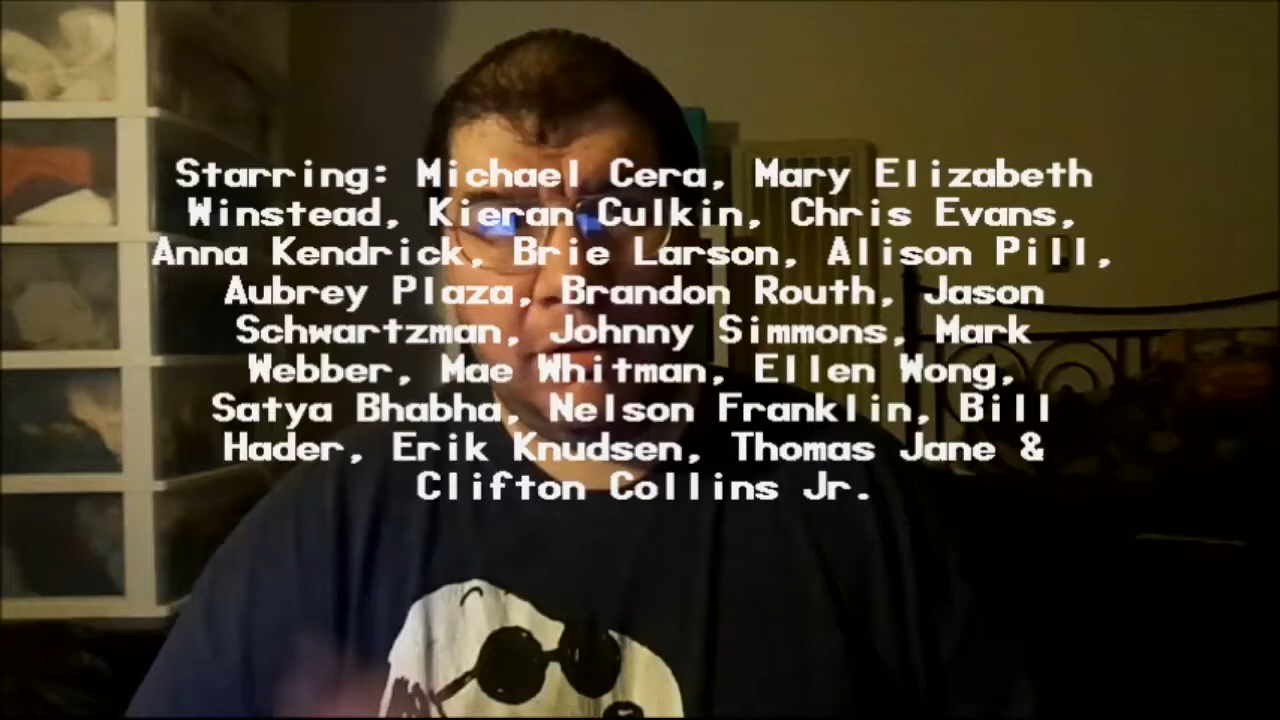 Starring: Michael Cera, Mary Elizabeth
Winstead, Kieran Culkin, Chris Evans,
Anna Kendrick, Brie Larson, Alison Pill,
Aubrey Plaza, Brandon Routh, Jason
Schwartzman, Johnny Simmons, Mark
Webber, Mae Whitman, Ellen Wong,
Satya Bhabha, Nelson Franklin, Bill
Hader, Erik Knudsen, Thomas Jane &
Clifton Collins Jr.